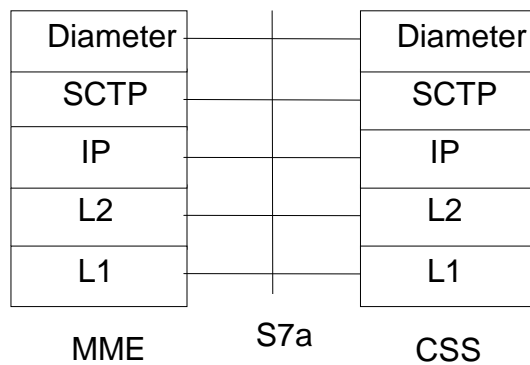 Diameter Diameter
SCTP SCTP
IP IP
L2 L2
L1 L1
MME S7a CSS